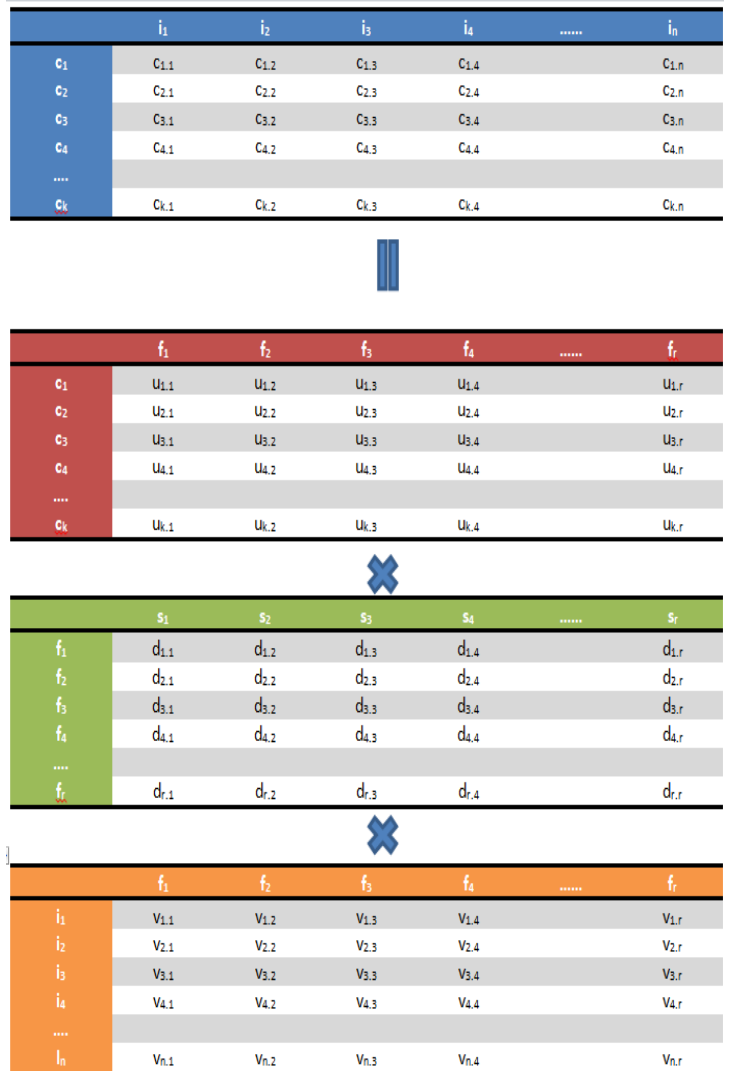 i₁ i₂ i₃ i₄ ...... iₙ
c₁ c₁.₁ c₁.₂ c₁.₃ c₁.₄ c₁.ₙ
c₂ c₂.₁ c₂.₂ c₂.₃ c₂.₄ c₂.ₙ
c₃ c₃.₁ c₃.₂ c₃.₃ c₃.₄ c₃.ₙ
c₄ c₄.₁ c₄.₂ c₄.₃ c₄.₄ c₄.ₙ
....
cₖ cₖ.₁ cₖ.₂ cₖ.₃ cₖ.₄ cₖ.ₙ
f₁ f₂ f₃ f₄ ...... fᵣ
c₁ u₁.₁ u₁.₂ u₁.₃ u₁.₄ u₁.ᵣ
c₂ u₂.₁ u₂.₂ u₂.₃ u₂.₄ u₂.ᵣ
c₃ u₃.₁ u₃.₂ u₃.₃ u₃.₄ u₃.ᵣ
c₄ u₄.₁ u₄.₂ u₄.₃ u₄.₄ u₄.ᵣ
....
cₖ uₖ.₁ uₖ.₂ uₖ.₃ uₖ.₄ uₖ.ᵣ
s₁ s₂ s₃ s₄ ...... sᵣ
f₁ d₁.₁ d₁.₂ d₁.₃ d₁.₄ d₁.ᵣ
f₂ d₂.₁ d₂.₂ d₂.₃ d₂.₄ d₂.ᵣ
f₃ d₃.₁ d₃.₂ d₃.₃ d₃.₄ d₃.ᵣ
f₄ d₄.₁ d₄.₂ d₄.₃ d₄.₄ d₄.ᵣ
....
fᵣ dᵣ.₁ dᵣ.₂ dᵣ.₃ dᵣ.₄ dᵣ.ᵣ
f₁ f₂ f₃ f₄ ...... fᵣ
i₁ v₁.₁ v₁.₂ v₁.₃ v₁.₄ v₁.ᵣ
i₂ v₂.₁ v₂.₂ v₂.₃ v₂.₄ v₂.ᵣ
i₃ v₃.₁ v₃.₂ v₃.₃ v₃.₄ v₃.ᵣ
i₄ v₄.₁ v₄.₂ v₄.₃ v₄.₄ v₄.ᵣ
....
Iₙ vₙ.₁ vₙ.₂ vₙ.₃ vₙ.₄ vₙ.ᵣ